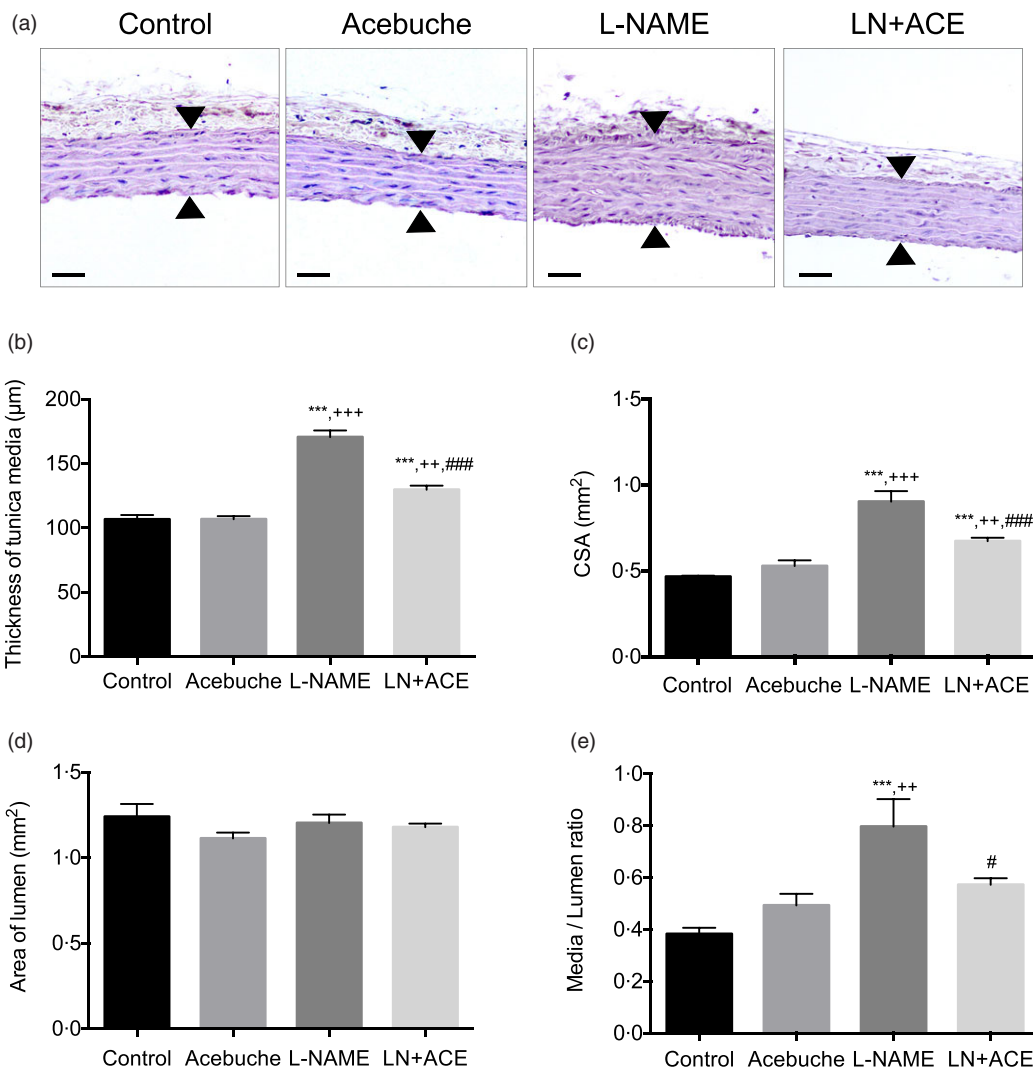 (a)
Control
Acebuche
L-NAME
LN+ACE
(b)
Thickness of tunica media (µm)
200
150
100
50
0
***,+++
***,++,###
Control
Acebuche
L-NAME
LN+ACE
(c)
CSA (mm²)
1·5
1·0
0·5
0·0
***,+++
***,++,###
Control
Acebuche
L-NAME
LN+ACE
(d)
Area of lumen (mm²)
1·5
1·0
0·5
0·0
Control
Acebuche
L-NAME
LN+ACE
(e)
Media / Lumen ratio
1·0
0·8
0·6
0·4
0·2
0·0
***,++
#
Control
Acebuche
L-NAME
LN+ACE